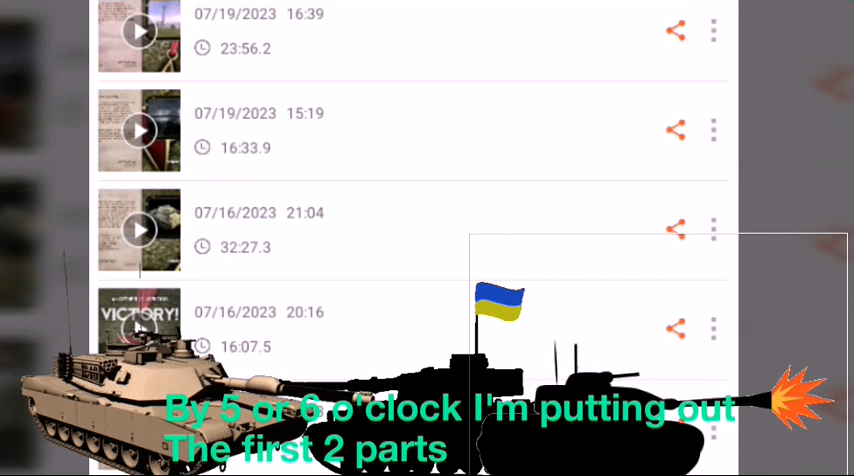 07/19/2023 16:39
23:56.2
07/19/2023 15:19
16:33.9
07/16/2023 21:04
32:27.3
VICTORY!
07/16/2023 20:16
16:07.5
By 5 or 6 o'clock I'm putting out
The first 2 parts